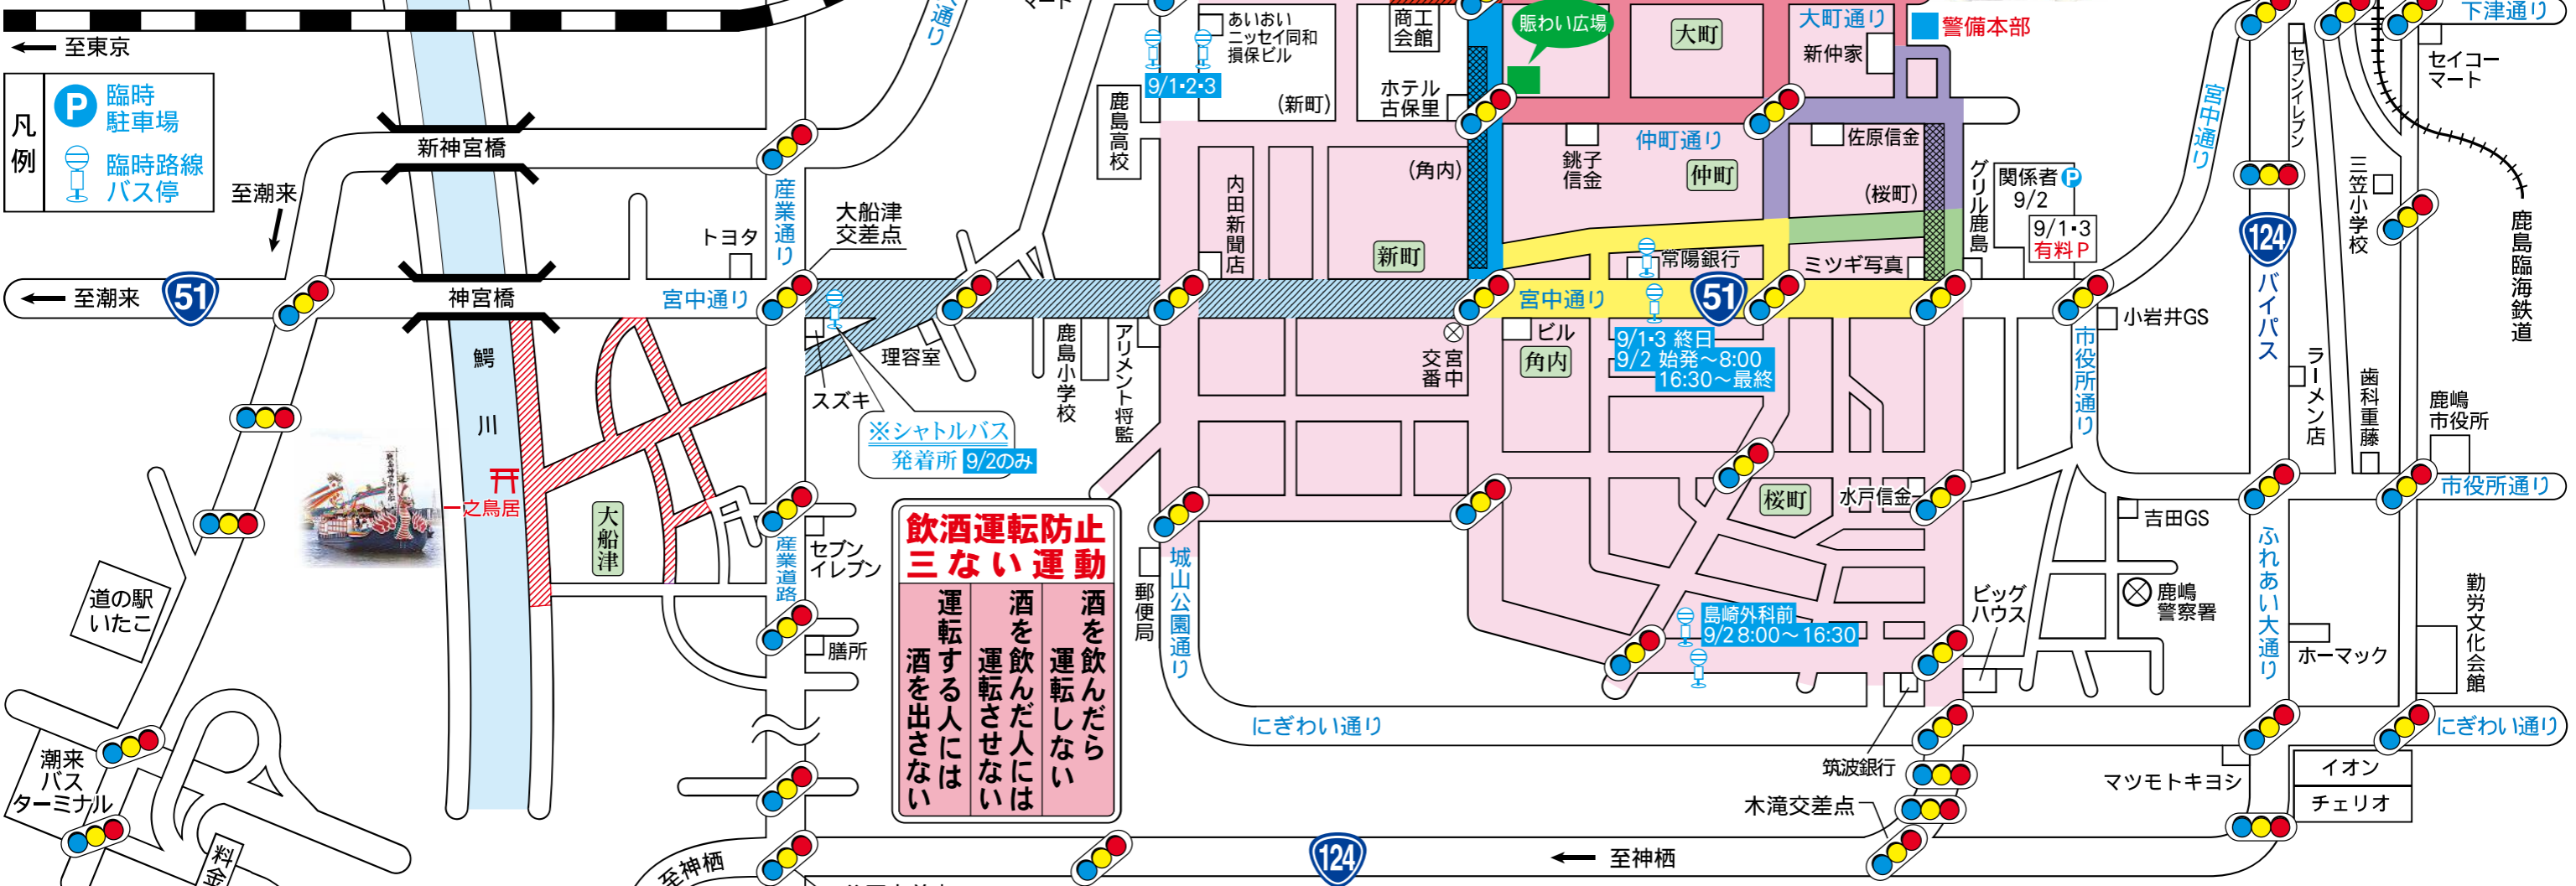 至東京
凡例
P
臨時
駐車場
臨時路線
バス停
至潮来
新神宮橋
至潮来
51
神宮橋
鰐川
一之鳥居
大船津
道の駅
いたこ
潮来
バス
ターミナル
料金
トヨタ
宮中通り
産業通り
大船津
交差点
スズキ
理容室
※シャトルバス
発着所 9/2のみ
産業道路
セブン
イレブン
膳所
至神栖
飲酒運転防止
三ない運動
酒を飲んだら
運転しない
酒を飲んだ人には
運転させない
運転する人には
酒を出さない
鹿島小学校
アリメント将監
郵便局
城山公園通り
あいおい
ニッセイ同和
損保ビル
9/1・2・3
(新町)
鹿島高校
内田新聞店
新町
商工
会館
ホテル
古保里
(角内)
賑わい広場
大町
大町通り
新仲家
警備本部
銚子
信金
仲町通り
仲町
佐原信金
(桜町)
グリル鹿島
関係者P
9/2
9/1・3
有料P
常陽銀行
ミツギ写真
宮中通り
51
宮中
交番
ビル
角内
9/1・3 終日
9/2 始発〜8:00
16:30〜最終
桜町
水戸信金
島崎外科前
9/2 8:00〜16:30
ビッグ
ハウス
筑波銀行
にぎわい通り
木滝交差点
124
至神栖
宮中通り
下津通り
セブンイレブン
セイコー
マート
三笠小学校
鹿島臨海鉄道
124
バイパス
小岩井GS
市役所通り
ラーメン店
歯科重藤
鹿嶋
市役所
市役所通り
吉田GS
鹿嶋
警察署
ふれあい大通り
ホーマック
勤労文化会館
にぎわい通り
マツモトキヨシ
イオン
チェリオ